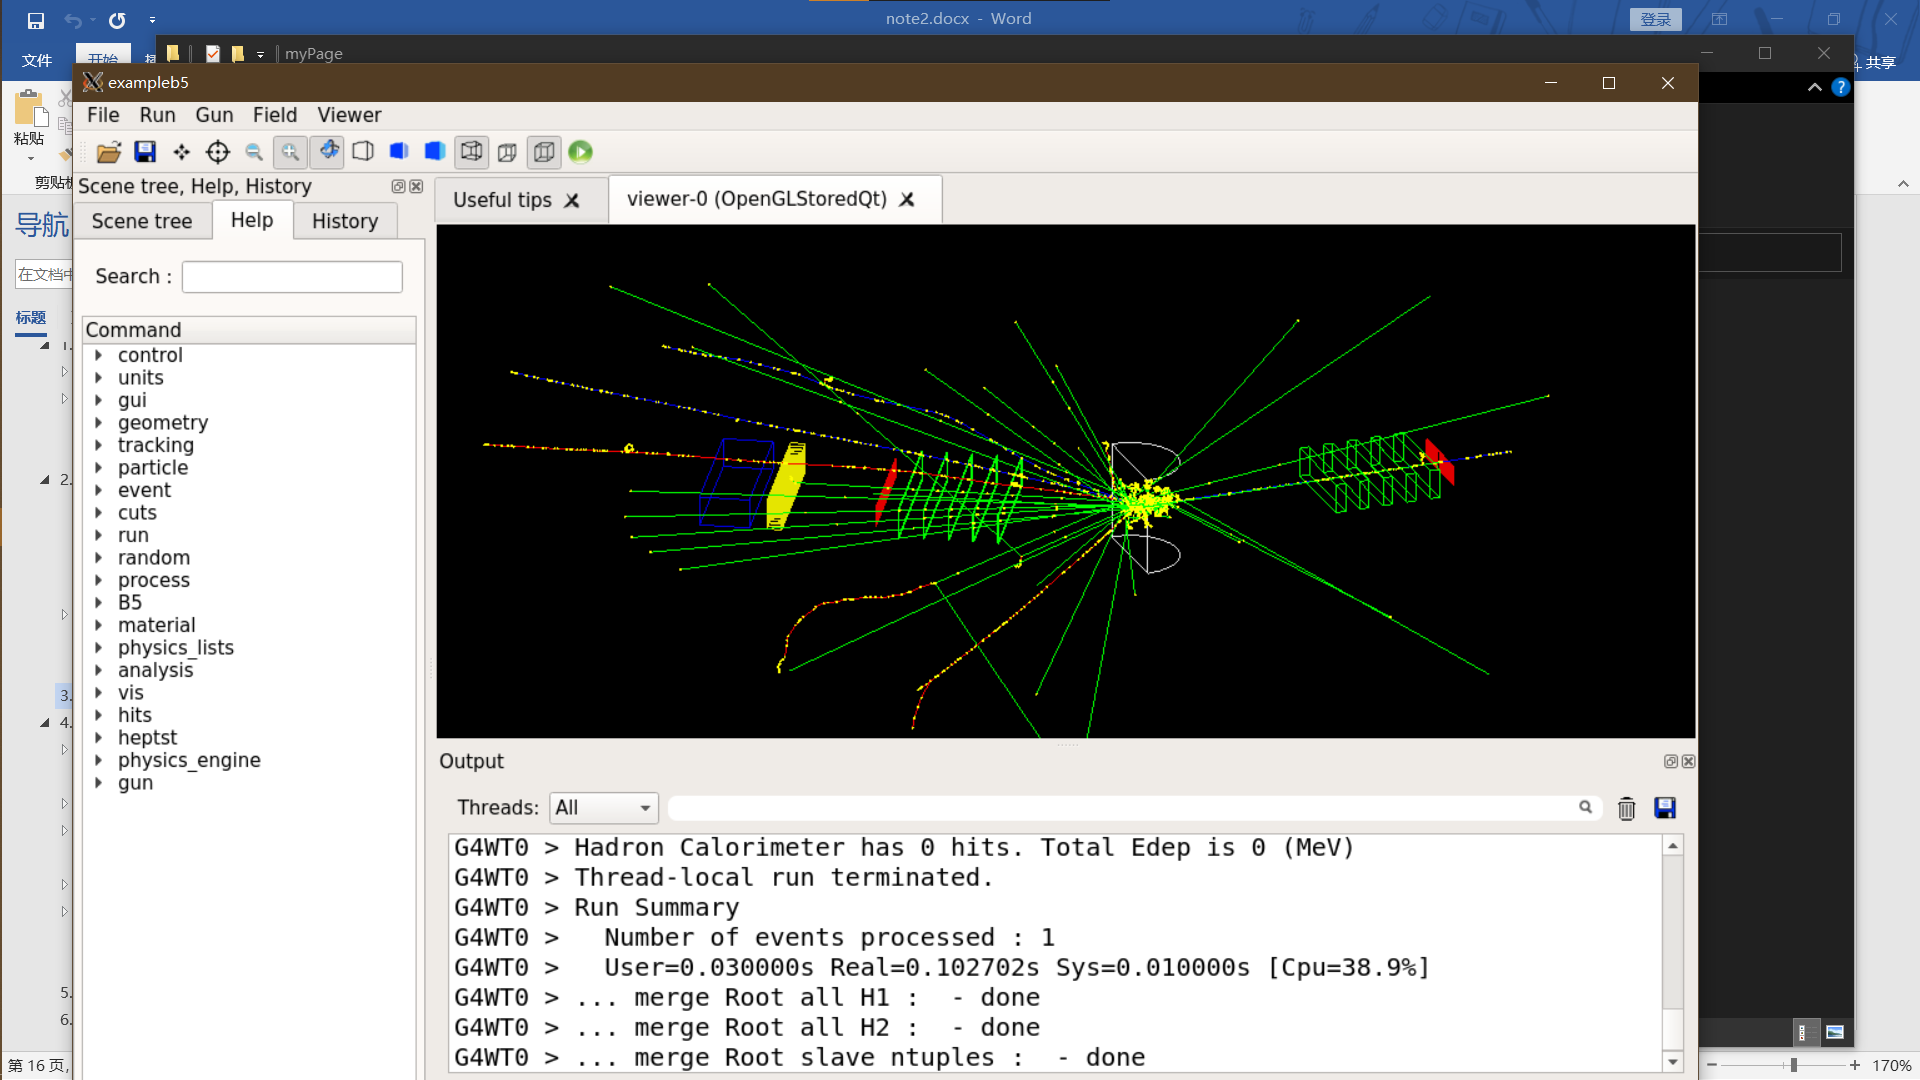 note2.docx - Word
登录
文件
开始
myPage
共享
exampleb5
File Run Gun Field Viewer
粘贴
剪贴板
Scene tree, Help, History
Useful tips
viewer-0 (OpenGLStoredQt)
Scene tree
Help
History
导航
Search :
在文档中
标题
Command
control
units
gui
geometry
tracking
particle
event
cuts
run
random
process
B5
material
physics_lists
analysis
vis
hits
heptst
physics_engine
gun
1.
2.
3.
4.
5.
6.
Output
Threads: All
G4WT0 > Hadron Calorimeter has 0 hits. Total Edep is 0 (MeV)
G4WT0 > Thread-local run terminated.
G4WT0 > Run Summary
G4WT0 >   Number of events processed : 1
G4WT0 >   User=0.030000s Real=0.102702s Sys=0.010000s [Cpu=38.9%]
G4WT0 > ... merge Root all H1 :  - done
G4WT0 > ... merge Root all H2 :  - done
G4WT0 > ... merge Root slave ntuples :  - done
第 16 页,
170%